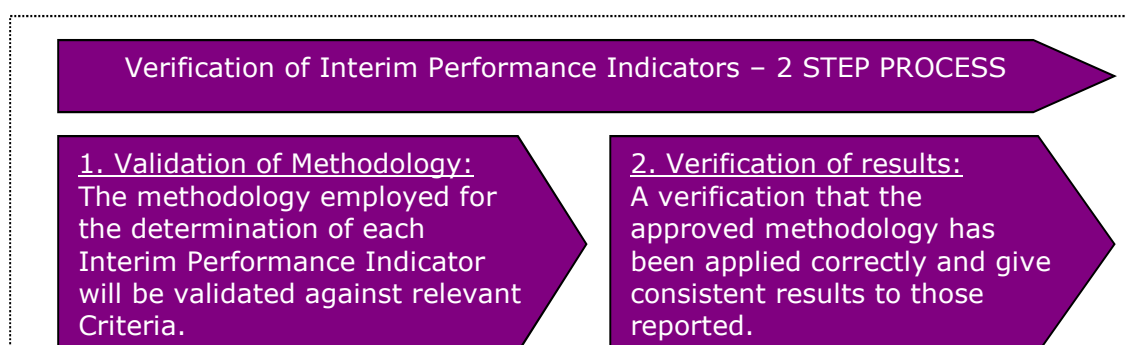 Verification of Interim Performance Indicators – 2 STEP PROCESS
1. Validation of Methodology:
The methodology employed for
the determination of each
Interim Performance Indicator
will be validated against relevant
Criteria.
2. Verification of results:
A verification that the
approved methodology has
been applied correctly and give
consistent results to those
reported.